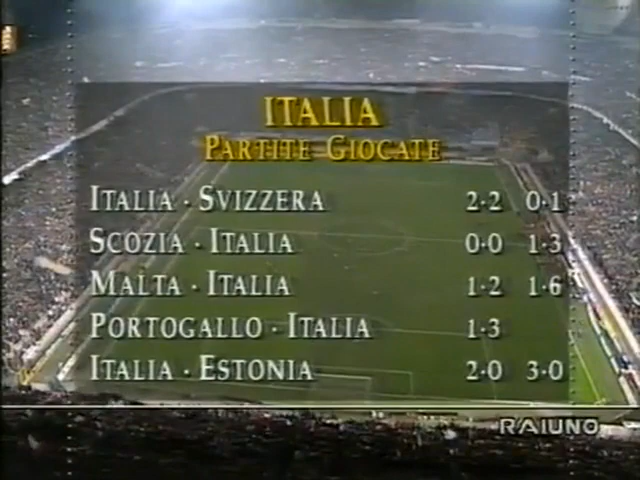 ITALIA
PARTITE GIOCATE
ITALIA · SVIZZERA 2·2 0·1
SCOZIA · ITALIA 0·0 1·3
MALTA · ITALIA 1·2 1·6
PORTOGALLO · ITALIA 1·3
ITALIA · ESTONIA 2·0 3·0
RAIUNO